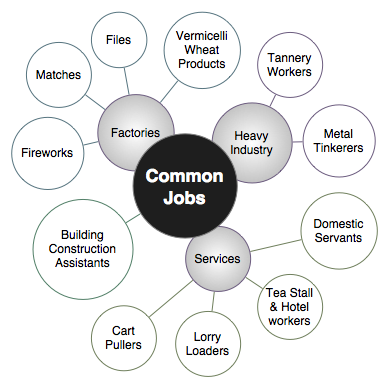 Files
Vermicelli
Wheat
Products
Tannery
Workers
Matches
Factories
Heavy
Industry
Metal
Tinkerers
Fireworks
Common
Jobs
Building
Construction
Assistants
Services
Domestic
Servants
Tea Stall
& Hotel
workers
Cart
Pullers
Lorry
Loaders